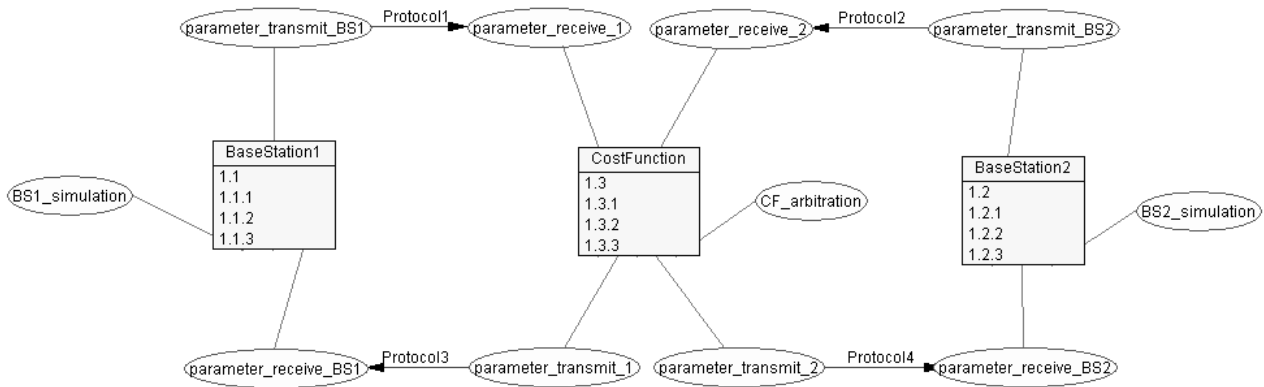 Protocol1
Protocol2
parameter_transmit_BS1
parameter_receive_1
parameter_receive_2
parameter_transmit_BS2
BaseStation1
1.1
1.1.1
1.1.2
1.1.3
CostFunction
1.3
1.3.1
1.3.2
1.3.3
BaseStation2
1.2
1.2.1
1.2.2
1.2.3
BS1_simulation
CF_arbitration
BS2_simulation
Protocol3
Protocol4
parameter_receive_BS1
parameter_transmit_1
parameter_transmit_2
parameter_receive_BS2